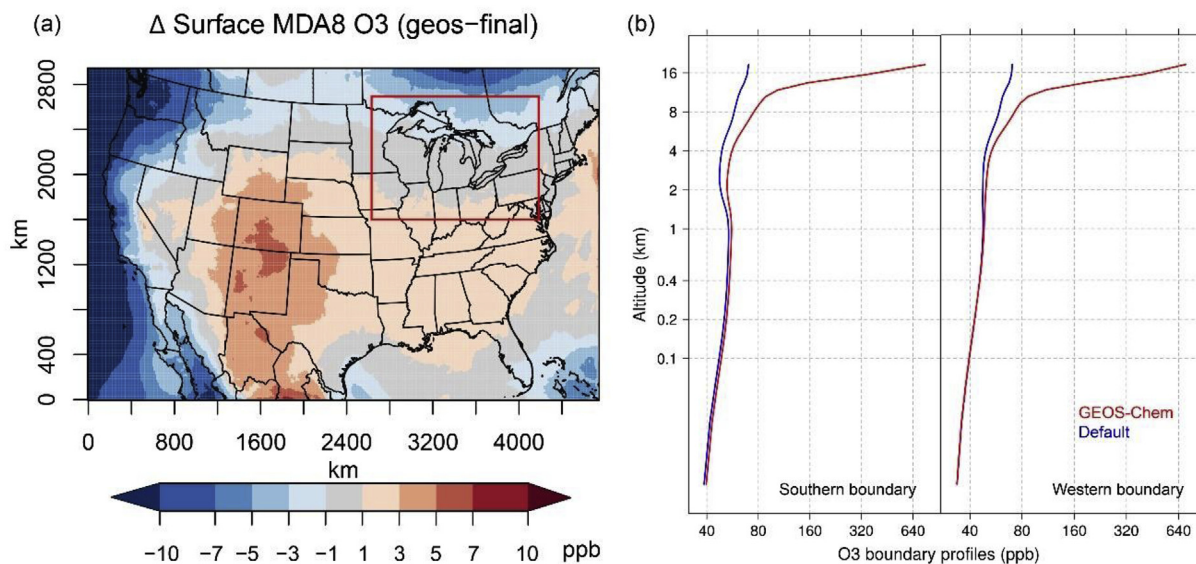 (a)
Δ Surface MDA8 O3 (geos−final)
2800
2000
1200
400
0
km
0 800 1600 2400 3200 4000
km
−10 −7 −5 −3 −1 1 3 5 7 10 ppb
(b)
16
8
4
2
1
0.4
0.2
0.1
Altitude (km)
GEOS-Chem
Default
Southern boundary
Western boundary
40 80 160 320 640 40 80 160 320 640
O3 boundary profiles (ppb)